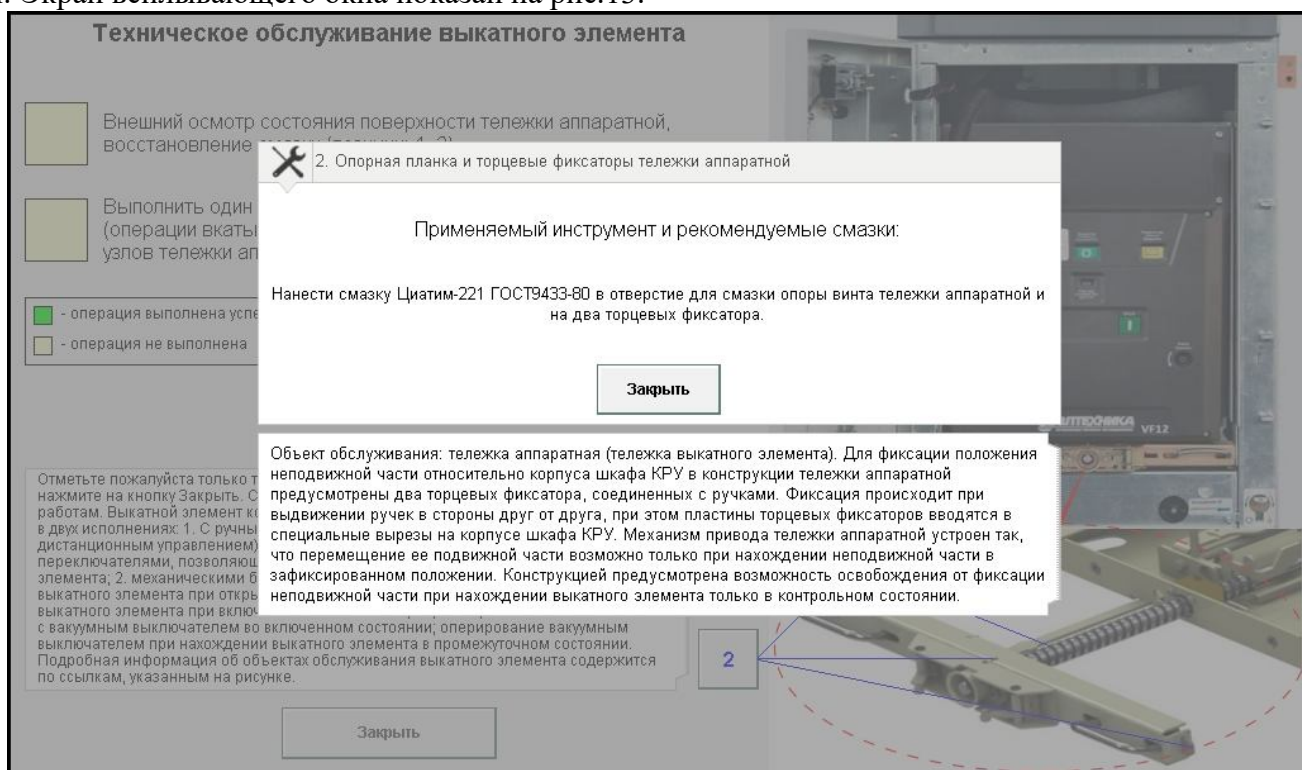 Экран всплывающего окна показан на рис.13.
Техническое обслуживание выкатного элемента
Внешний осмотр состояния поверхности тележки аппаратной,
восстановление
2. Опорная планка и торцевые фиксаторы тележки аппаратной
Выполнить один
(операции вкаты
узлов тележки ап
Применяемый инструмент и рекомендуемые смазки:
Нанести смазку Циатим-221 ГОСТ9433-80 в отверстие для смазки опоры винта тележки аппаратной и
на два торцевых фиксатора.
- операция выполнена успе
- операция не выполнена
Закрыть
Объект обслуживания: тележка аппаратная (тележка выкатного элемента). Для фиксации положения
неподвижной части относительно корпуса шкафа КРУ в конструкции тележки аппаратной
предусмотрены два торцевых фиксатора, соединенных с ручками. Фиксация происходит при
выдвижении ручек в стороны друг от друга, при этом пластины торцевых фиксаторов вводятся в
специальные вырезы на корпусе шкафа КРУ. Механизм привода тележки аппаратной устроен так,
что перемещение ее подвижной части возможно только при нахождении неподвижной части в
зафиксированном положении. Конструкцией предусмотрена возможность освобождения от фиксации
неподвижной части при нахождении выкатного элемента только в контрольном состоянии.
Отметьте пожалуйста только т
нажмите на кнопку Закрыть. С
работам. Выкатной элемент ко
в двух исполнениях: 1. С ручны
дистанционным управлением)
переключателями, позволяющ
элемента; 2. механическими б
выкатного элемента при откры
выкатного элемента при включ
с вакуумным выключателем во включенном состоянии; оперирование вакуумным
выключателем при нахождении выкатного элемента в промежуточном состоянии.
Подробная информация об объектах обслуживания выкатного элемента содержится
по ссылкам, указанным на рисунке.
2
Закрыть
VF12